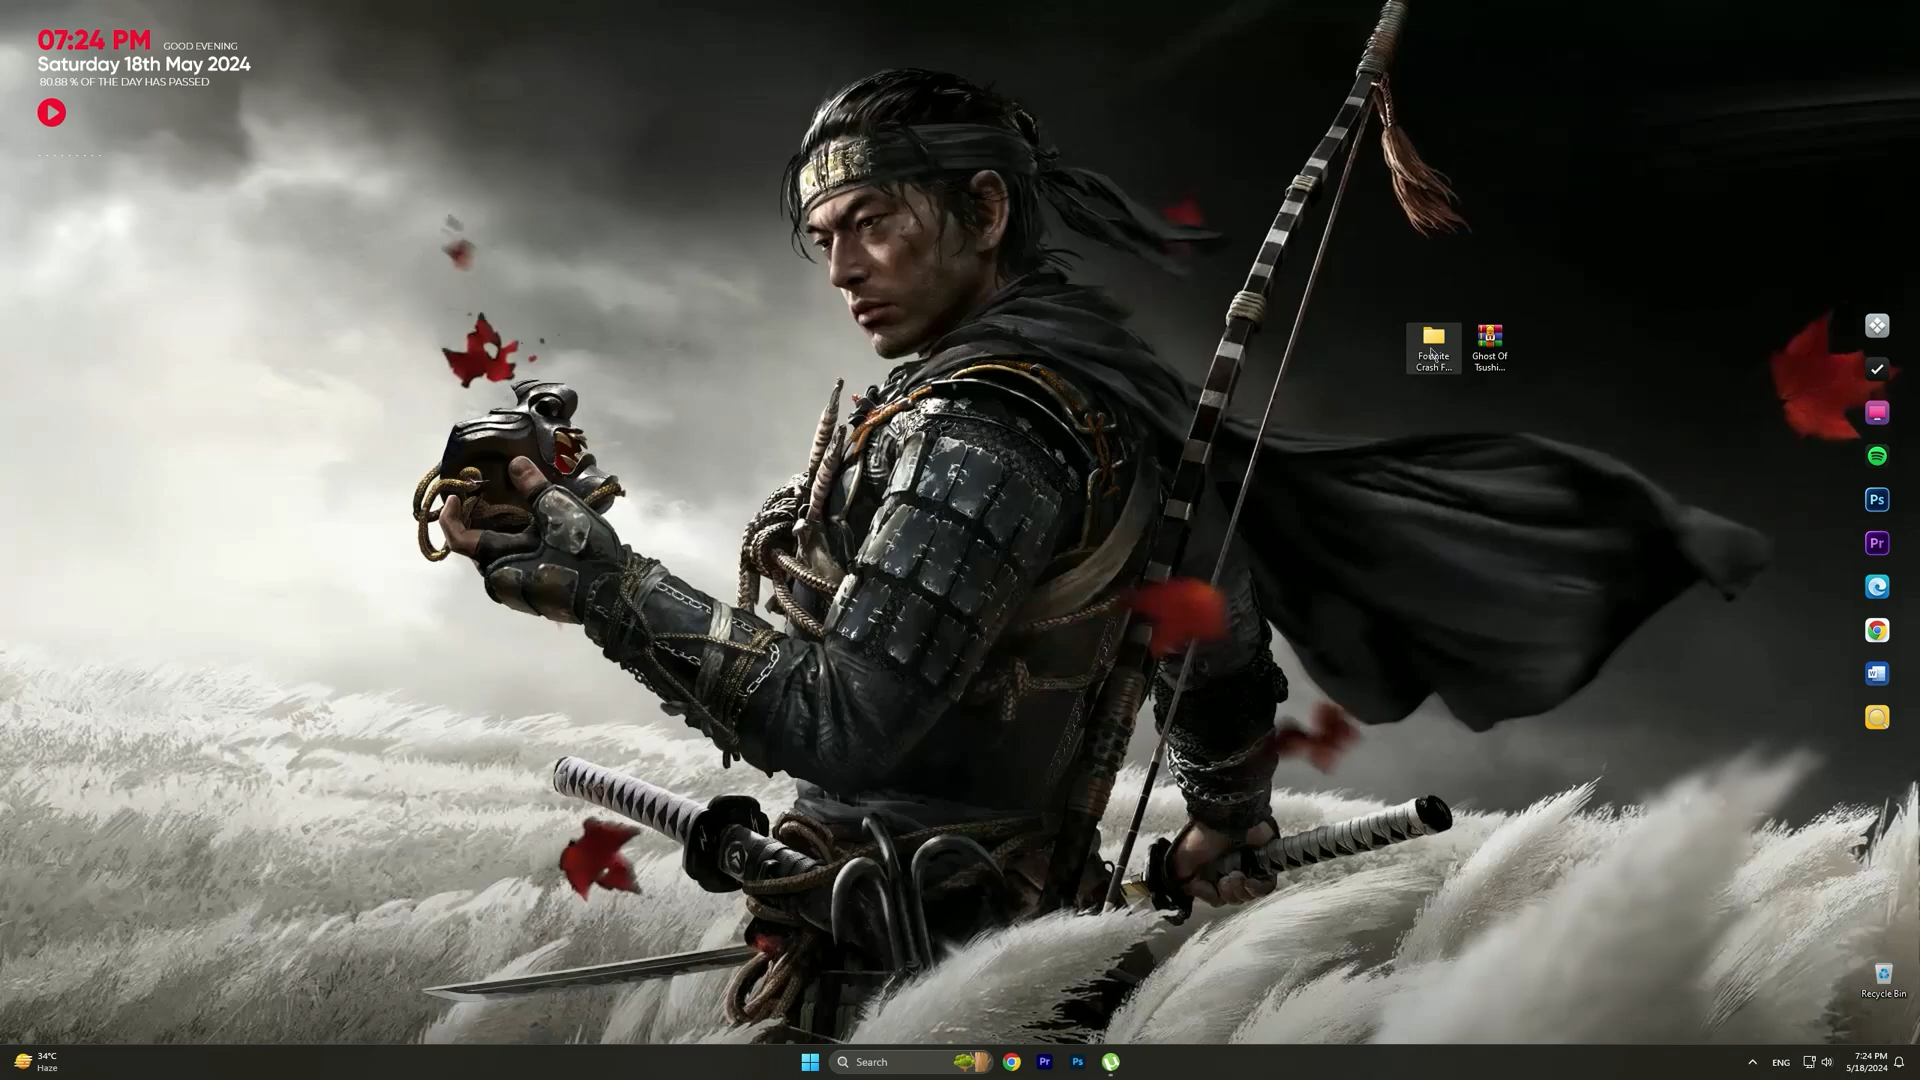 07:24 PM GOOD EVENING
Saturday 18th May 2024
80.88 % OF THE DAY HAS PASSED
Fortnite
Crash F...
Ghost Of
Tsushi...
Ps
Pr
Recycle Bin
34°C
Haze
Search
Pr
Ps
ENG
7:24 PM
5/18/2024